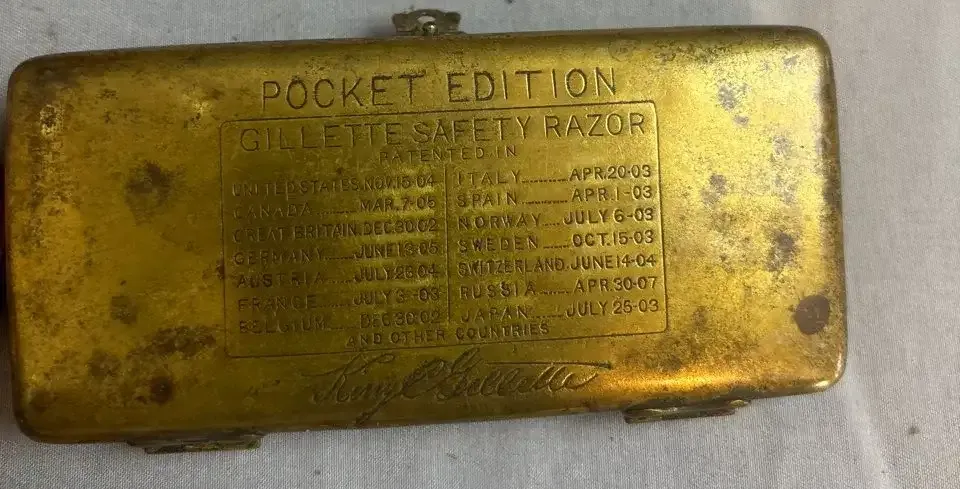 POCKET EDITION
GILLETTE SAFETY RAZOR
PATENTED IN
UNITED STATES. NOV. 15-04
CANADA ........ MAR. 7-05
GREAT BRITAIN. DEC. 30-02
GERMANY ...... JUNE 13-05
AUSTRIA ...... JULY 25-04
FRANCE ...... JULY 3-03
BELGIUM ...... DEC. 30-02
ITALY .......... APR. 20-03
SPAIN .......... APR. 1-03
NORWAY ...... JULY 6-03
SWEDEN ...... OCT. 15-03
SWITZERLAND. JUNE 14-04
RUSSIA ........ APR 30-07
JAPAN ........ JULY 25-03
AND OTHER COUNTRIES
King C Gillette